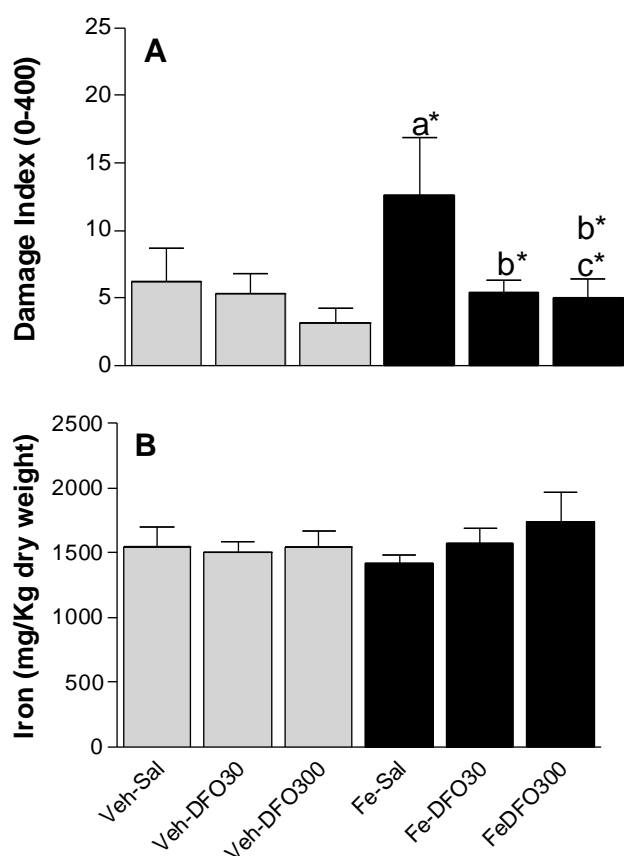 A
Damage Index (0-400)
25
20
15
10
5
0
a*
b*
b*
c*
B
Iron (mg/Kg dry weight)
2500
2000
1500
1000
500
0
Veh-Sal
Veh-DFO30
Veh-DFO300
Fe-Sal
Fe-DFO30
FeDFO300